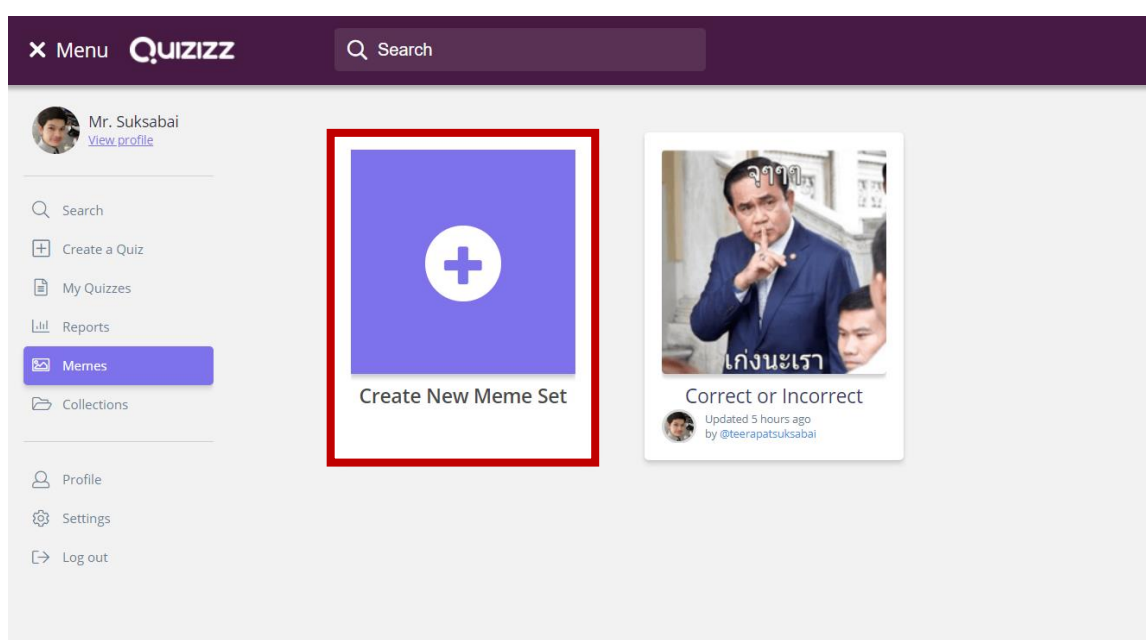 Menu QUIZIZZ
Search
Mr. Suksabai
View profile
Search
Create a Quiz
My Quizzes
Reports
Memes
Collections
Profile
Settings
Log out
Create New Meme Set
จุๆๆๆ
เก่งนะเรา
Correct or Incorrect
Updated 5 hours ago
by @teerapatsuksabai